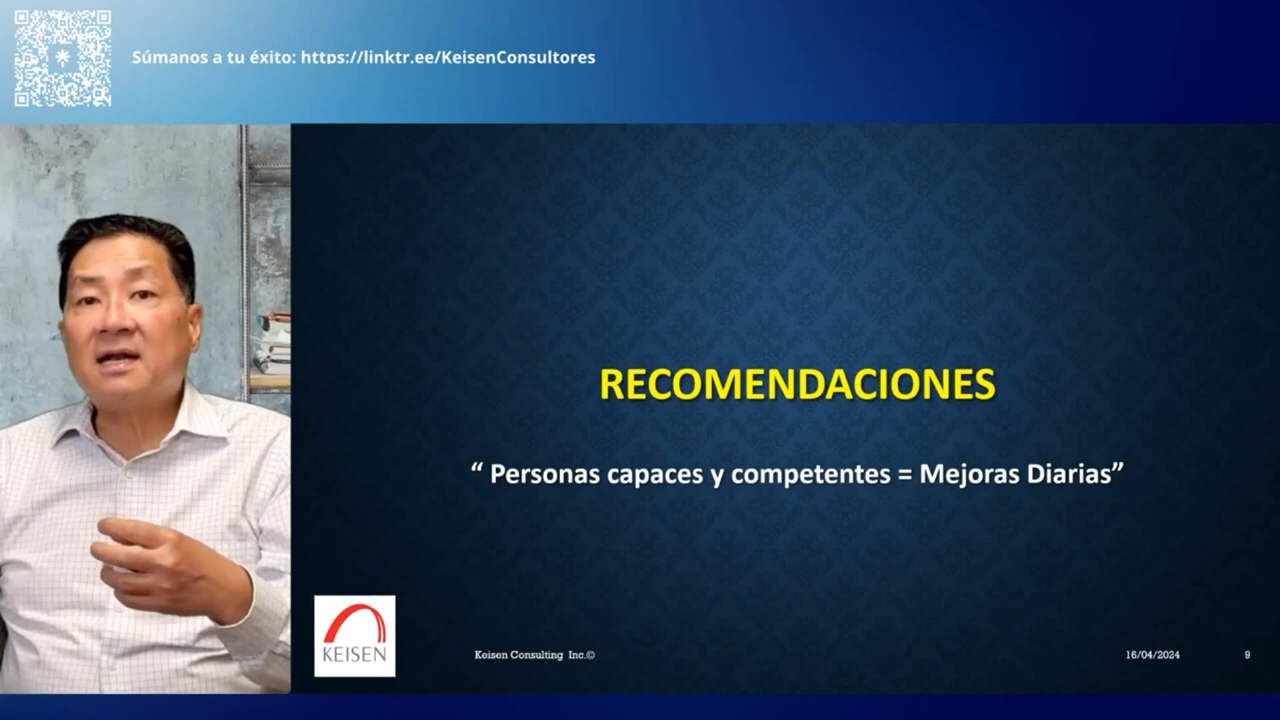 Súmanos a tu éxito: https://linktr.ee/KeisenConsultores
RECOMENDACIONES
“ Personas capaces y competentes = Mejoras Diarias”
KEISEN
Keisen Consulting Inc.©
16/04/2024
9